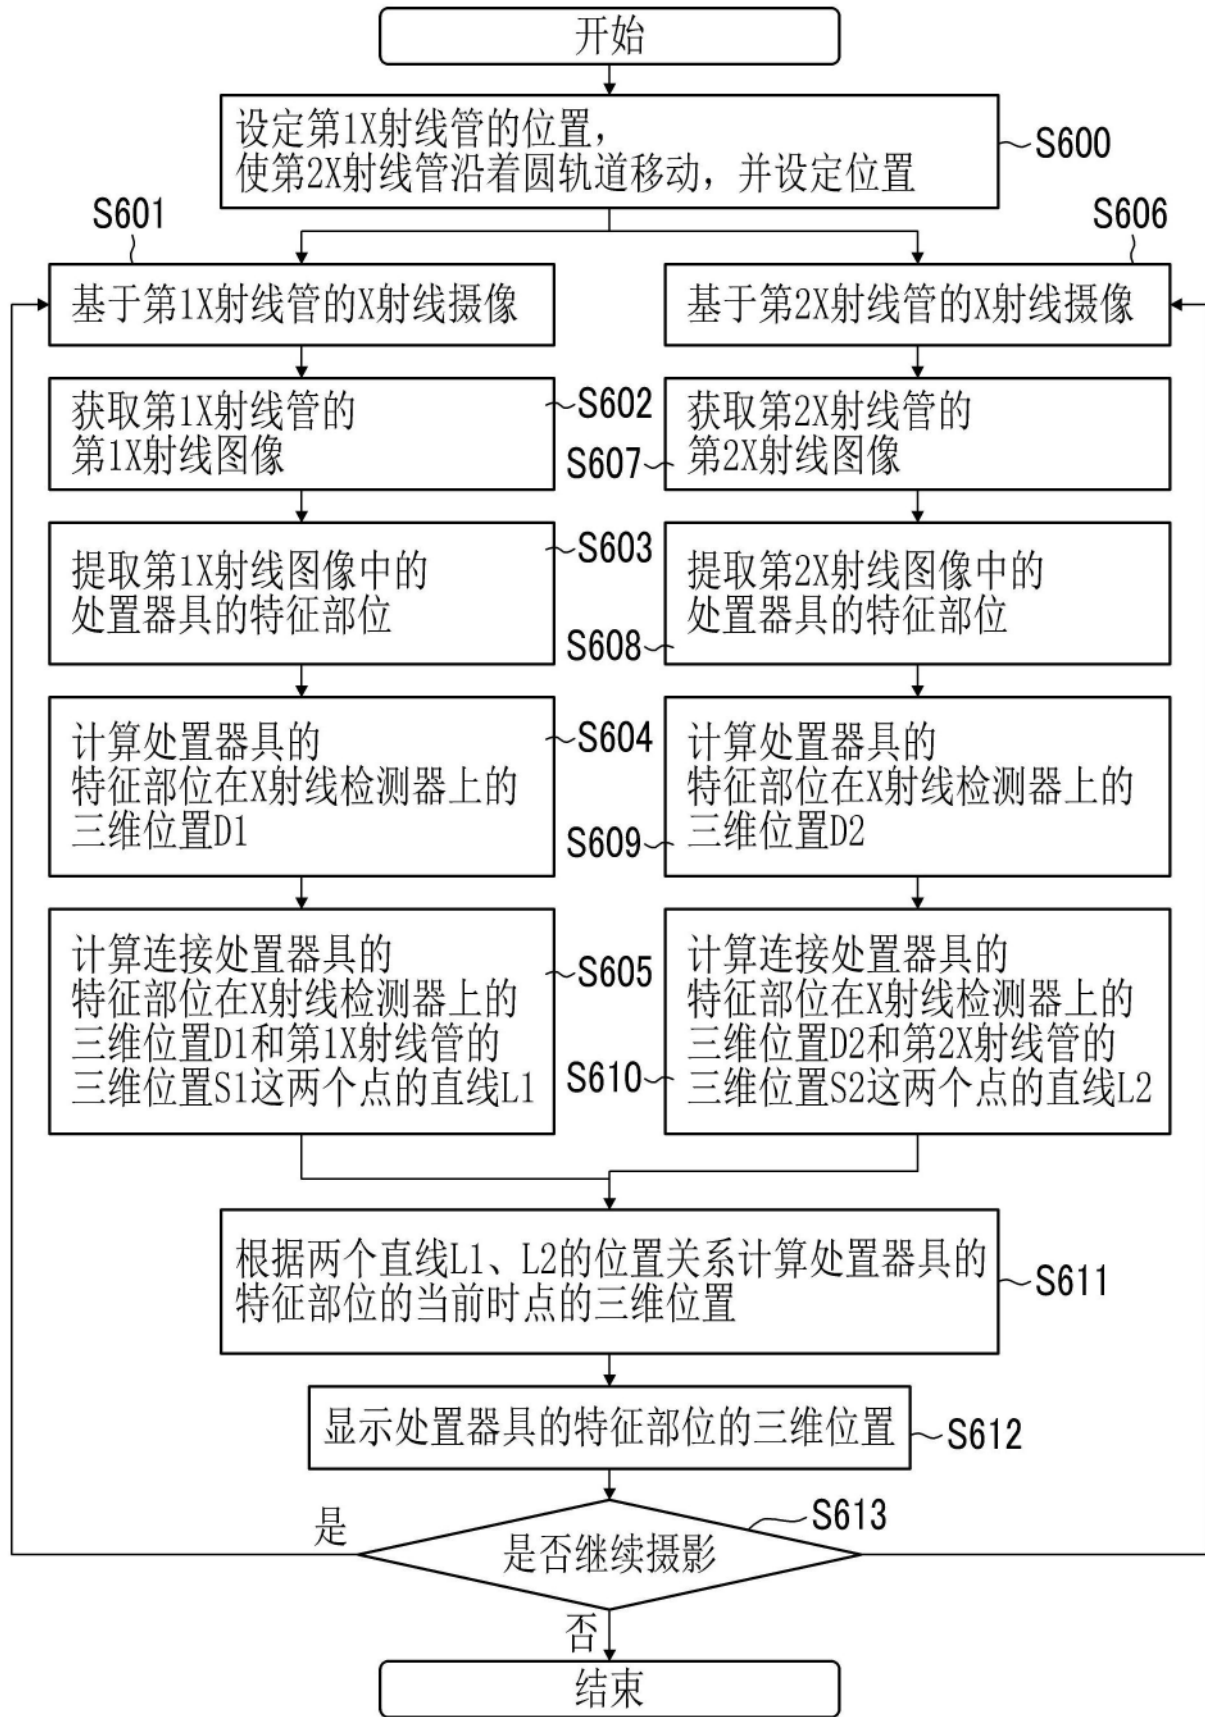 开始
设定第1X射线管的位置，
使第2X射线管沿着圆轨道移动，并设定位置
S600
S601
基于第1X射线管的X射线摄像
S606
基于第2X射线管的X射线摄像
获取第1X射线管的
第1X射线图像
S602
获取第2X射线管的
第2X射线图像
S607
提取第1X射线图像中的
处置器具的特征部位
S603
提取第2X射线图像中的
处置器具的特征部位
S608
计算处置器具的
特征部位在X射线检测器上的
三维位置D1
S604
计算处置器具的
特征部位在X射线检测器上的
三维位置D2
S609
计算连接处置器具的
特征部位在X射线检测器上的
三维位置D1和第1X射线管的
三维位置S1这两个点的直线L1
S605
计算连接处置器具的
特征部位在X射线检测器上的
三维位置D2和第2X射线管的
三维位置S2这两个点的直线L2
S610
根据两个直线L1、L2的位置关系计算处置器具的
特征部位的当前时点的三维位置
S611
显示处置器具的特征部位的三维位置
S612
是
是否继续摄影
S613
否
结束